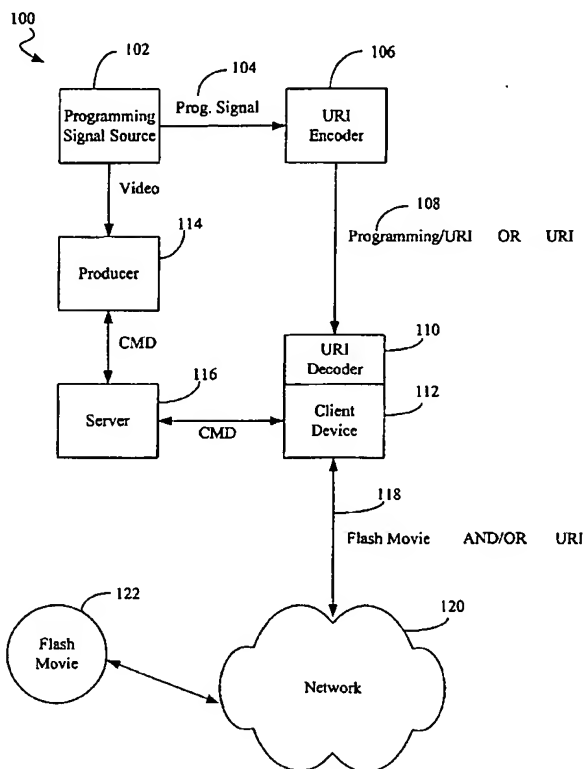 100
102
104
106
Prog. Signal
Programming
Signal Source
URI
Encoder
Video
108
114
Programming/URI OR URI
Producer
110
URI
Decoder
CMD
116
112
Server
Client
Device
CMD
118
Flash Movie AND/OR URI
122
120
Flash
Movie
Network